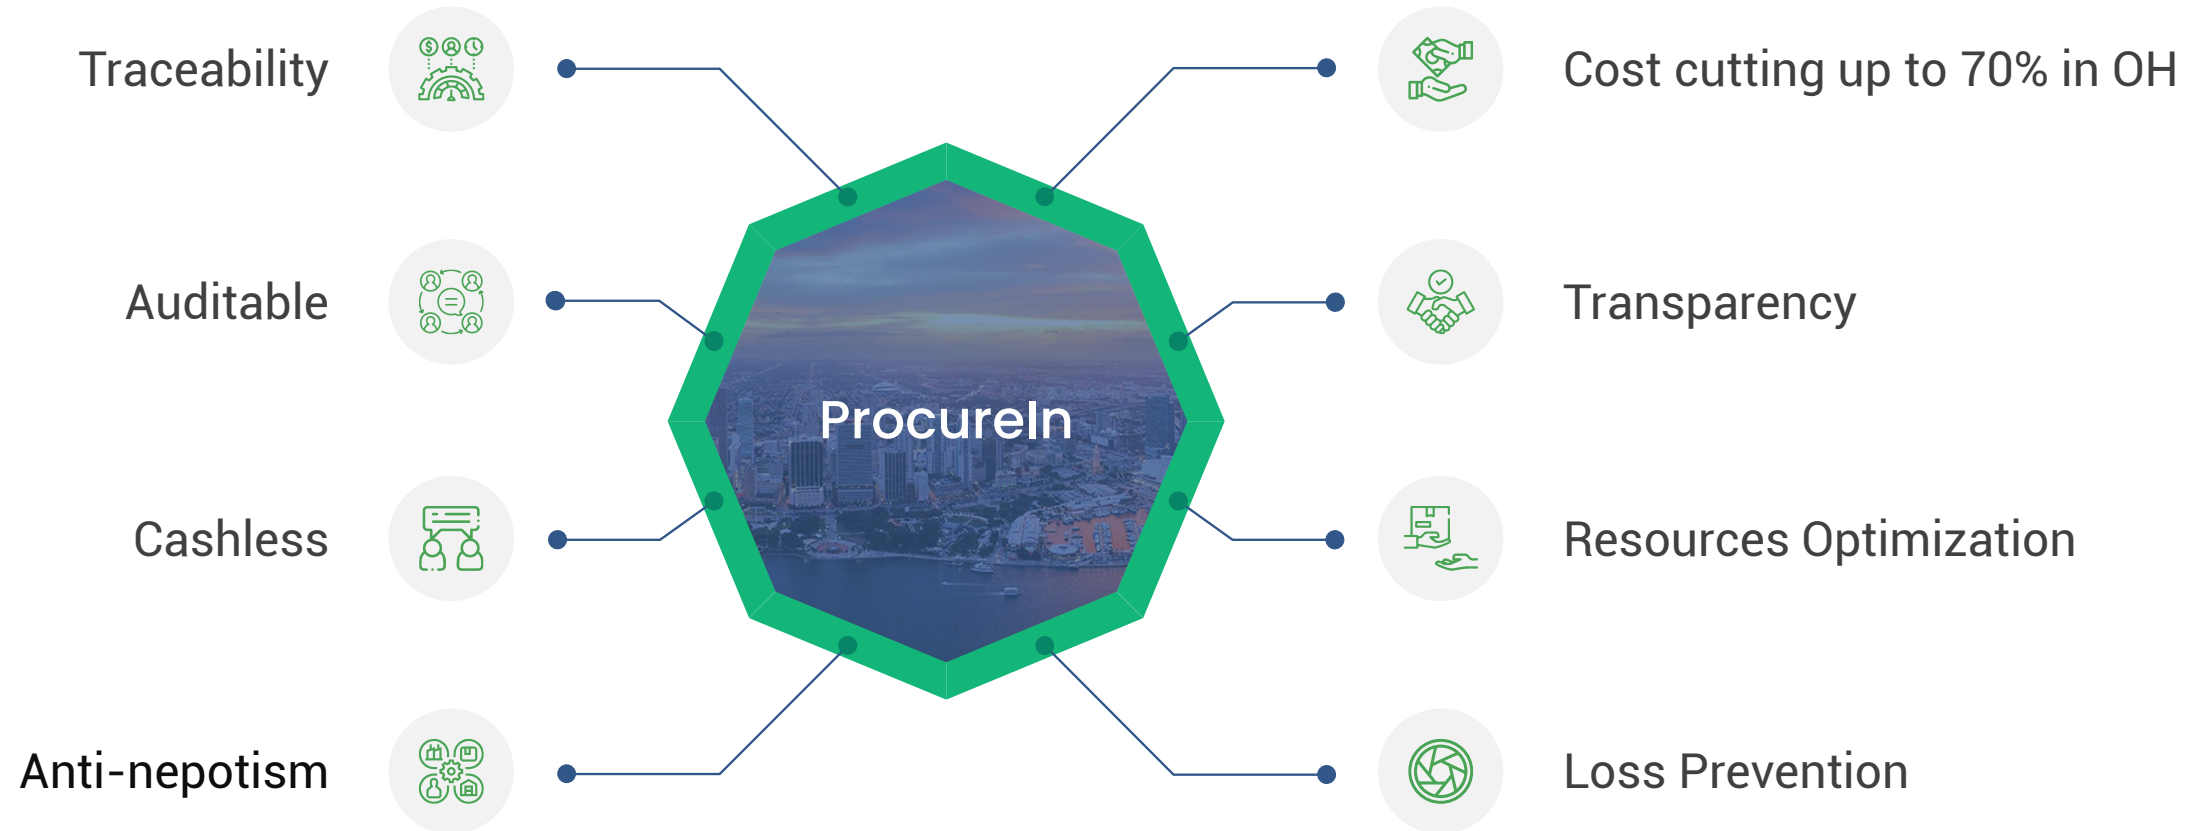 Traceability
Auditable
Cashless
Anti-nepotism
ProcureIn
Cost cutting up to 70% in OH
Transparency
Resources Optimization
Loss Prevention